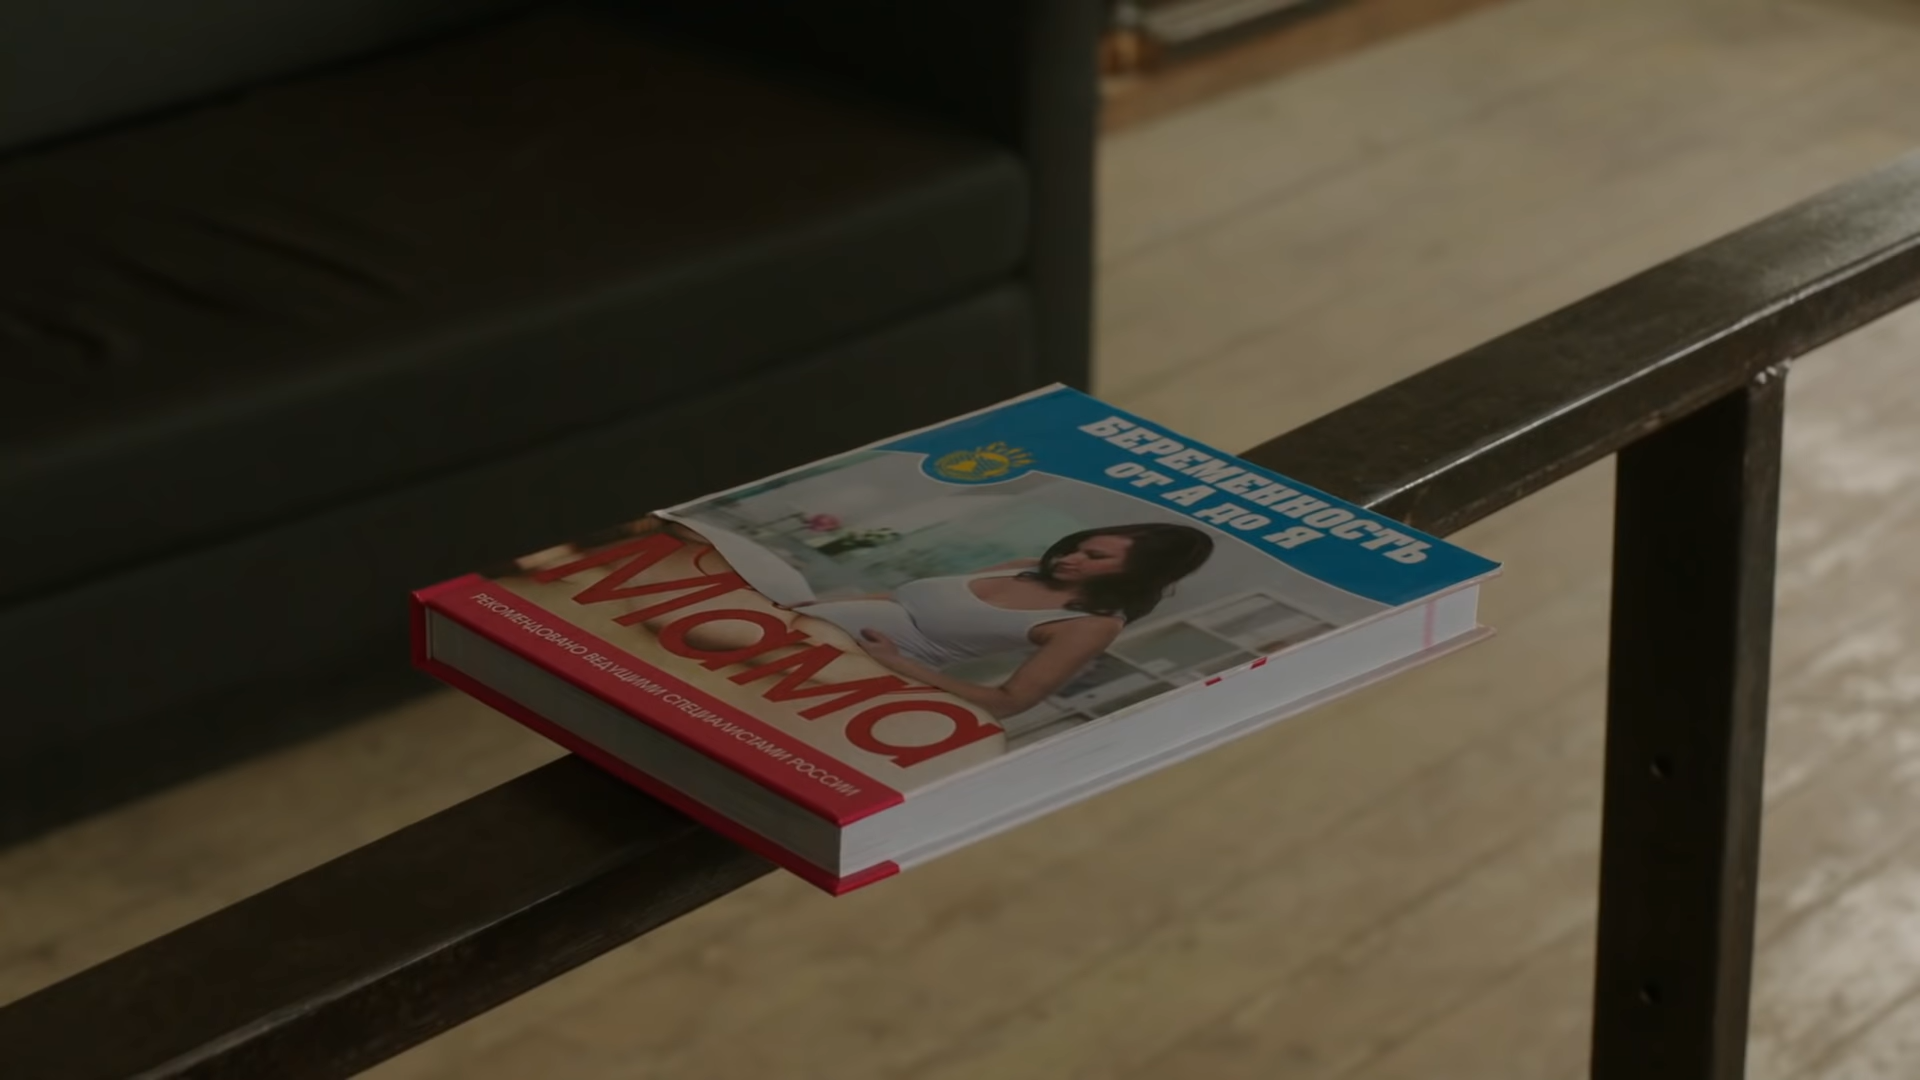 БЕРЕМЕННОСТЬ
от А до Я
Мама
РЕКОМЕНДОВАНО ВЕДУЩИМИ СПЕЦИАЛИСТАМИ РОССИИ